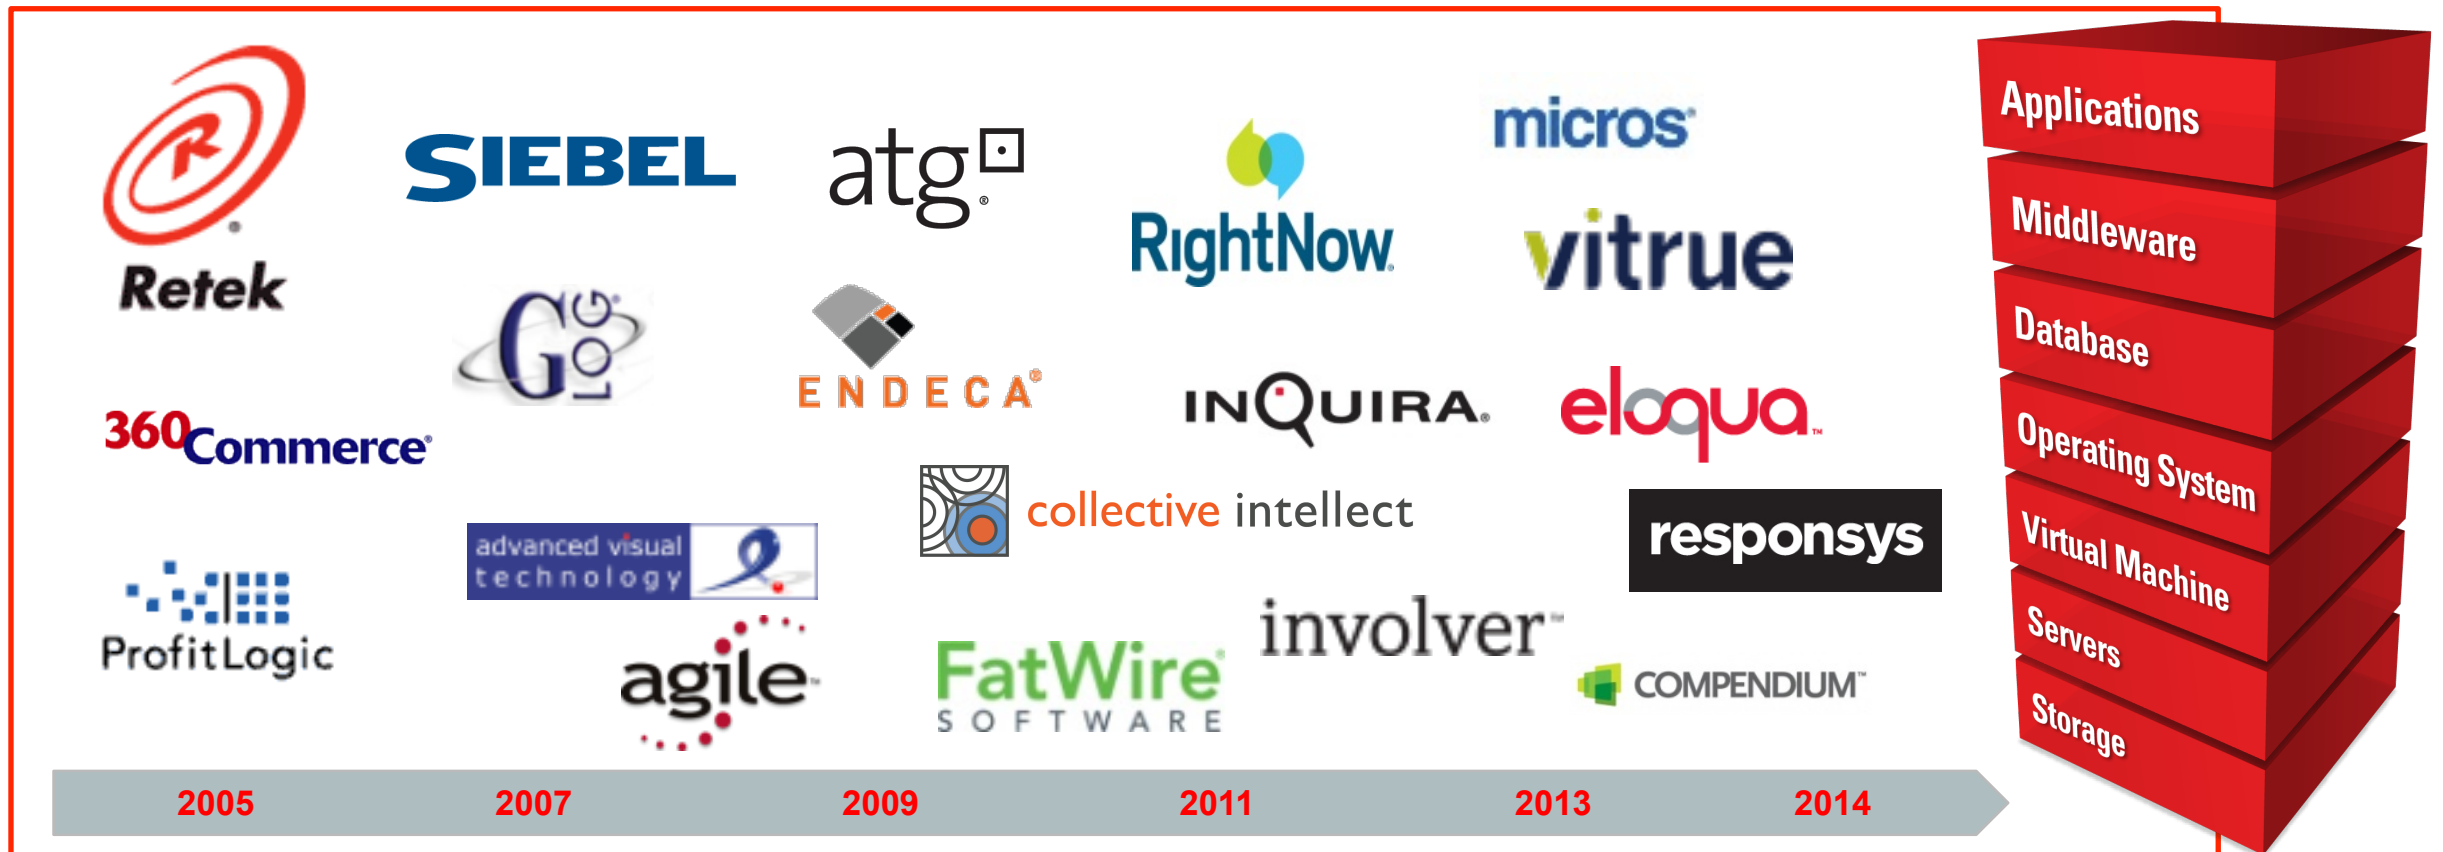 Retek
SIEBEL
atg
RightNow
micros
vitrue
G LOG
ENDECA
INQUIRA
eloqua
360Commerce
collective intellect
responsys
advanced visual
technology
ProfitLogic
agile
FatWire
SOFTWARE
involver
COMPENDIUM
2005
2007
2009
2011
2013
2014
Applications
Middleware
Database
Operating System
Virtual Machine
Servers
Storage